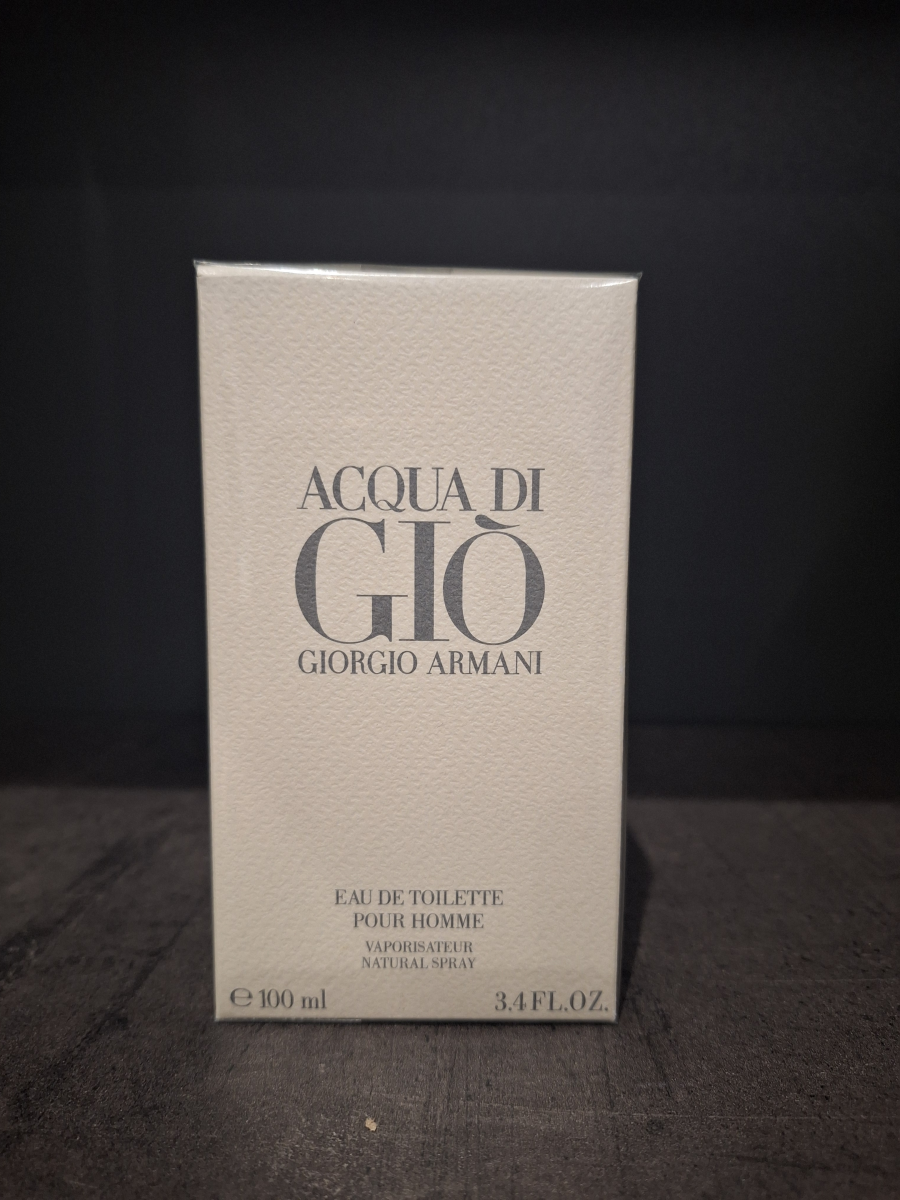 ACQUA DI
GIÒ
GIORGIO ARMANI
EAU DE TOILETTE
POUR HOMME
VAPORISATEUR
NATURAL SPRAY
℮ 100 ml 3.4 FL.OZ.